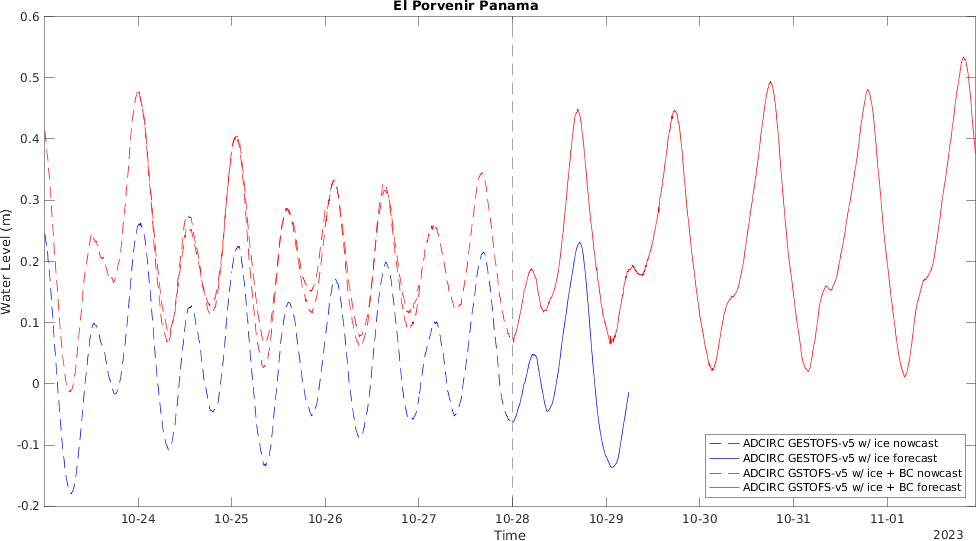 El Porvenir Panama
0.6
0.5
0.4
0.3
0.2
0.1
0
-0.1
-0.2
Water Level (m)
ADCIRC GESTOFS-v5 w/ ice nowcast
ADCIRC GESTOFS-v5 w/ ice forecast
ADCIRC GSTOFS-v5 w/ ice + BC nowcast
ADCIRC GSTOFS-v5 w/ ice + BC forecast
10-24 10-25 10-26 10-27 10-28 10-29 10-30 10-31 11-01
Time
2023